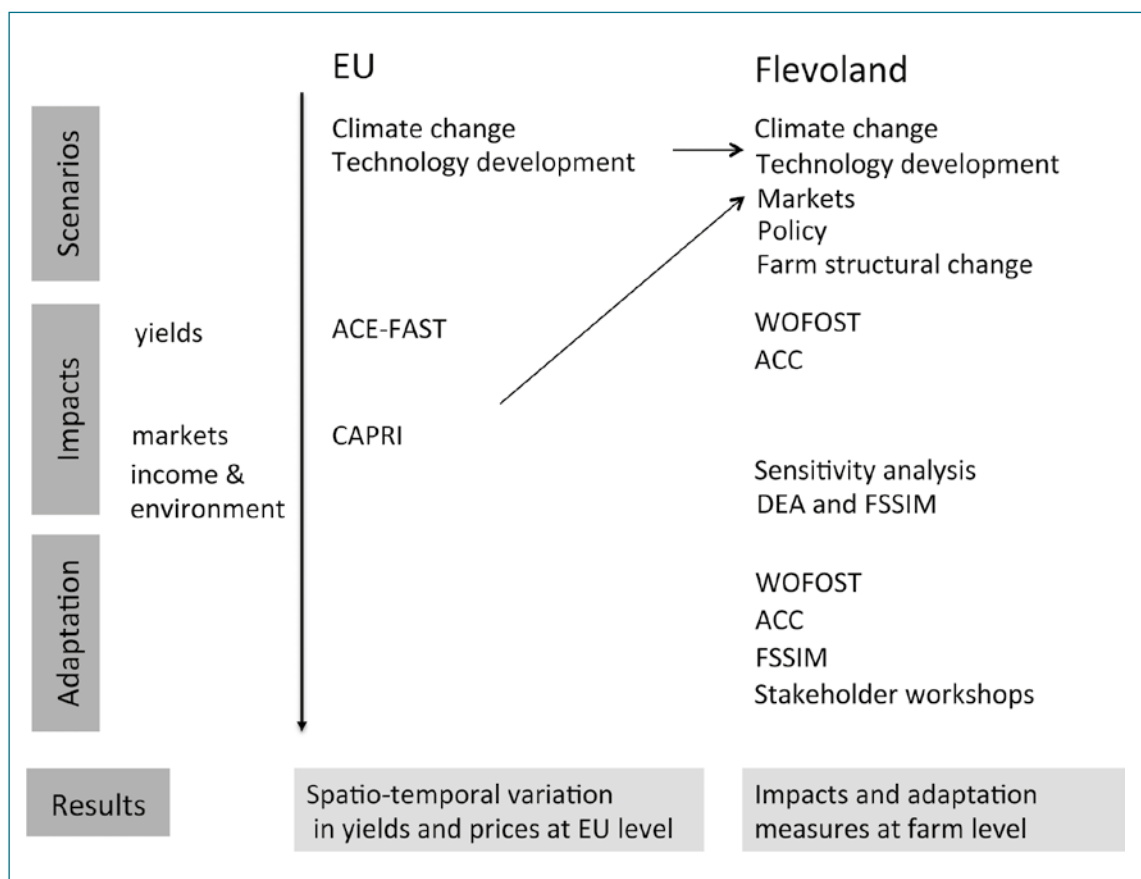 EU
Flevoland
Scenarios
Climate change
Technology development
Climate change
Technology development
Markets
Policy
Farm structural change
Impacts
yields
ACE-FAST
WOFOST
ACC
markets
CAPRI
income &
environment
Sensitivity analysis
DEA and FSSIM
Adaptation
WOFOST
ACC
FSSIM
Stakeholder workshops
Results
Spatio-temporal variation
in yields and prices at EU level
Impacts and adaptation
measures at farm level